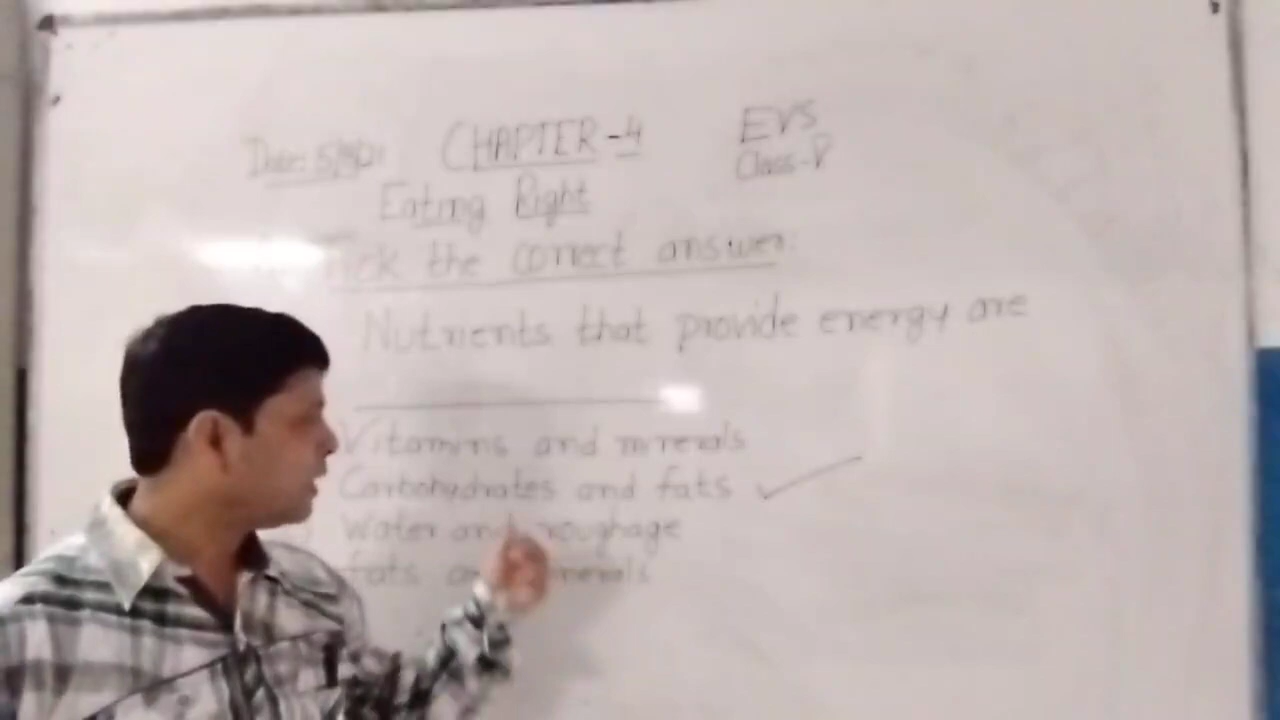 Date: CHAPTER-4 EVS
Class-V
Eating Right
Tick the correct answer.
Nutrients that provide energy are
Vitamins and minerals
Carbohydrates and fats ✓
Water and roughage
fats